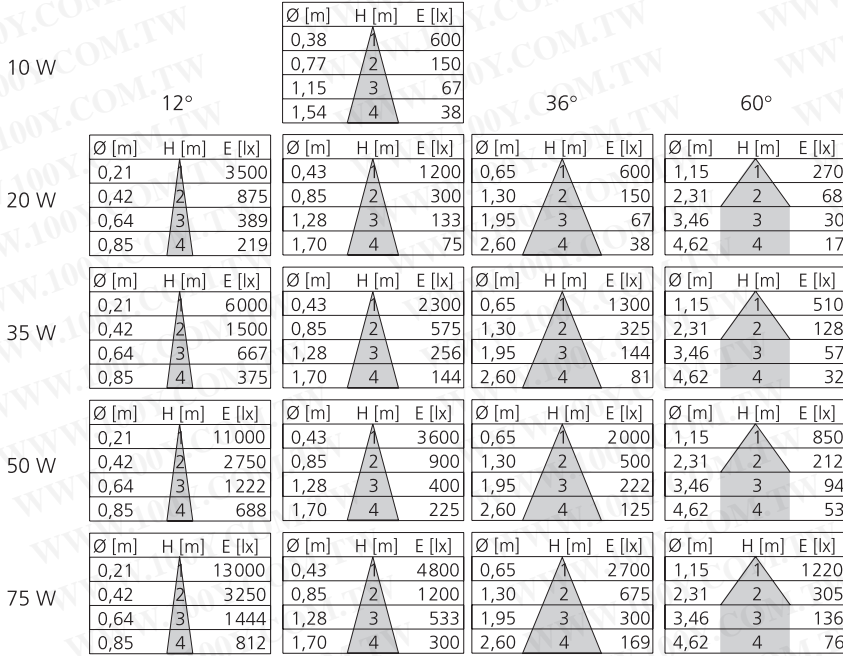 Ø [m] H [m] E [lx]
0,38 1 600
0,77 2 150
1,15 3 67
1,54 4 38
10 W
12° 36° 60°
Ø [m] H [m] E [lx] Ø [m] H [m] E [lx] Ø [m] H [m] E [lx] Ø [m] H [m] E [lx]
0,21 1 3500 0,43 1 1200 0,65 1 600 1,15 1 270
0,42 2 875 0,85 2 300 1,30 2 150 2,31 2 68
0,64 3 389 1,28 3 133 1,95 3 67 3,46 3 30
0,85 4 219 1,70 4 75 2,60 4 38 4,62 4 17
20 W
Ø [m] H [m] E [lx] Ø [m] H [m] E [lx] Ø [m] H [m] E [lx] Ø [m] H [m] E [lx]
0,21 1 6000 0,43 1 2300 0,65 1 1300 1,15 1 510
0,42 2 1500 0,85 2 575 1,30 2 325 2,31 2 128
0,64 3 667 1,28 3 256 1,95 3 144 3,46 3 57
0,85 4 375 1,70 4 144 2,60 4 81 4,62 4 32
35 W
Ø [m] H [m] E [lx] Ø [m] H [m] E [lx] Ø [m] H [m] E [lx] Ø [m] H [m] E [lx]
0,21 1 11000 0,43 1 3600 0,65 1 2000 1,15 1 850
0,42 2 2750 0,85 2 900 1,30 2 500 2,31 2 212
0,64 3 1222 1,28 3 400 1,95 3 222 3,46 3 94
0,85 4 688 1,70 4 225 2,60 4 125 4,62 4 53
50 W
Ø [m] H [m] E [lx] Ø [m] H [m] E [lx] Ø [m] H [m] E [lx] Ø [m] H [m] E [lx]
0,21 1 13000 0,43 1 4800 0,65 1 2700 1,15 1 1220
0,42 2 3250 0,85 2 1200 1,30 2 675 2,31 2 305
0,64 3 1444 1,28 3 533 1,95 3 300 3,46 3 136
0,85 4 812 1,70 4 300 2,60 4 169 4,62 4 76
75 W
WWW.100Y.COM.TW